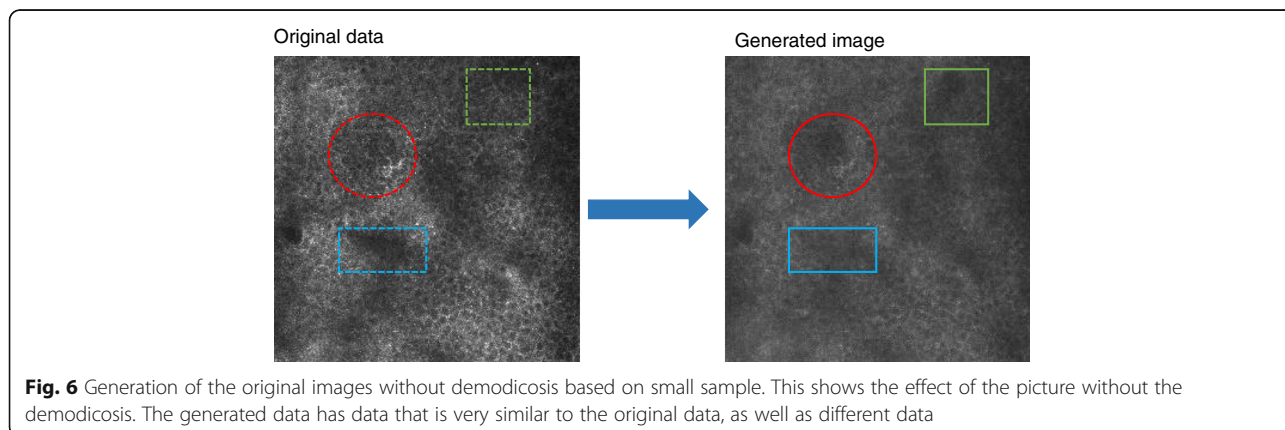 Original data
Generated image
Fig. 6 Generation of the original images without demodicosis based on small sample. This shows the effect of the picture without the
demodicosis. The generated data has data that is very similar to the original data, as well as different data